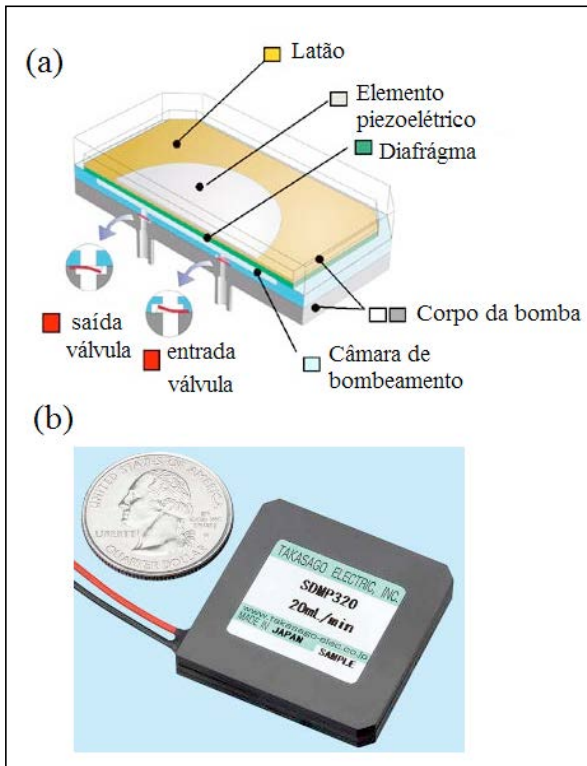 (a)
Latão
Elemento
piezoelétrico
Diafrágma
Corpo da bomba
saída
válvula
entrada
válvula
Câmara de
bombeamento
(b)
UNITED STATES OF AMERICA
LIBERTY
QUARTER DOLLAR
TAKASAGO ELECTRIC, INC.
SDMP320
20mL/min
www.takasago-elec.co.jp
MADE IN JAPAN
SAMPLE